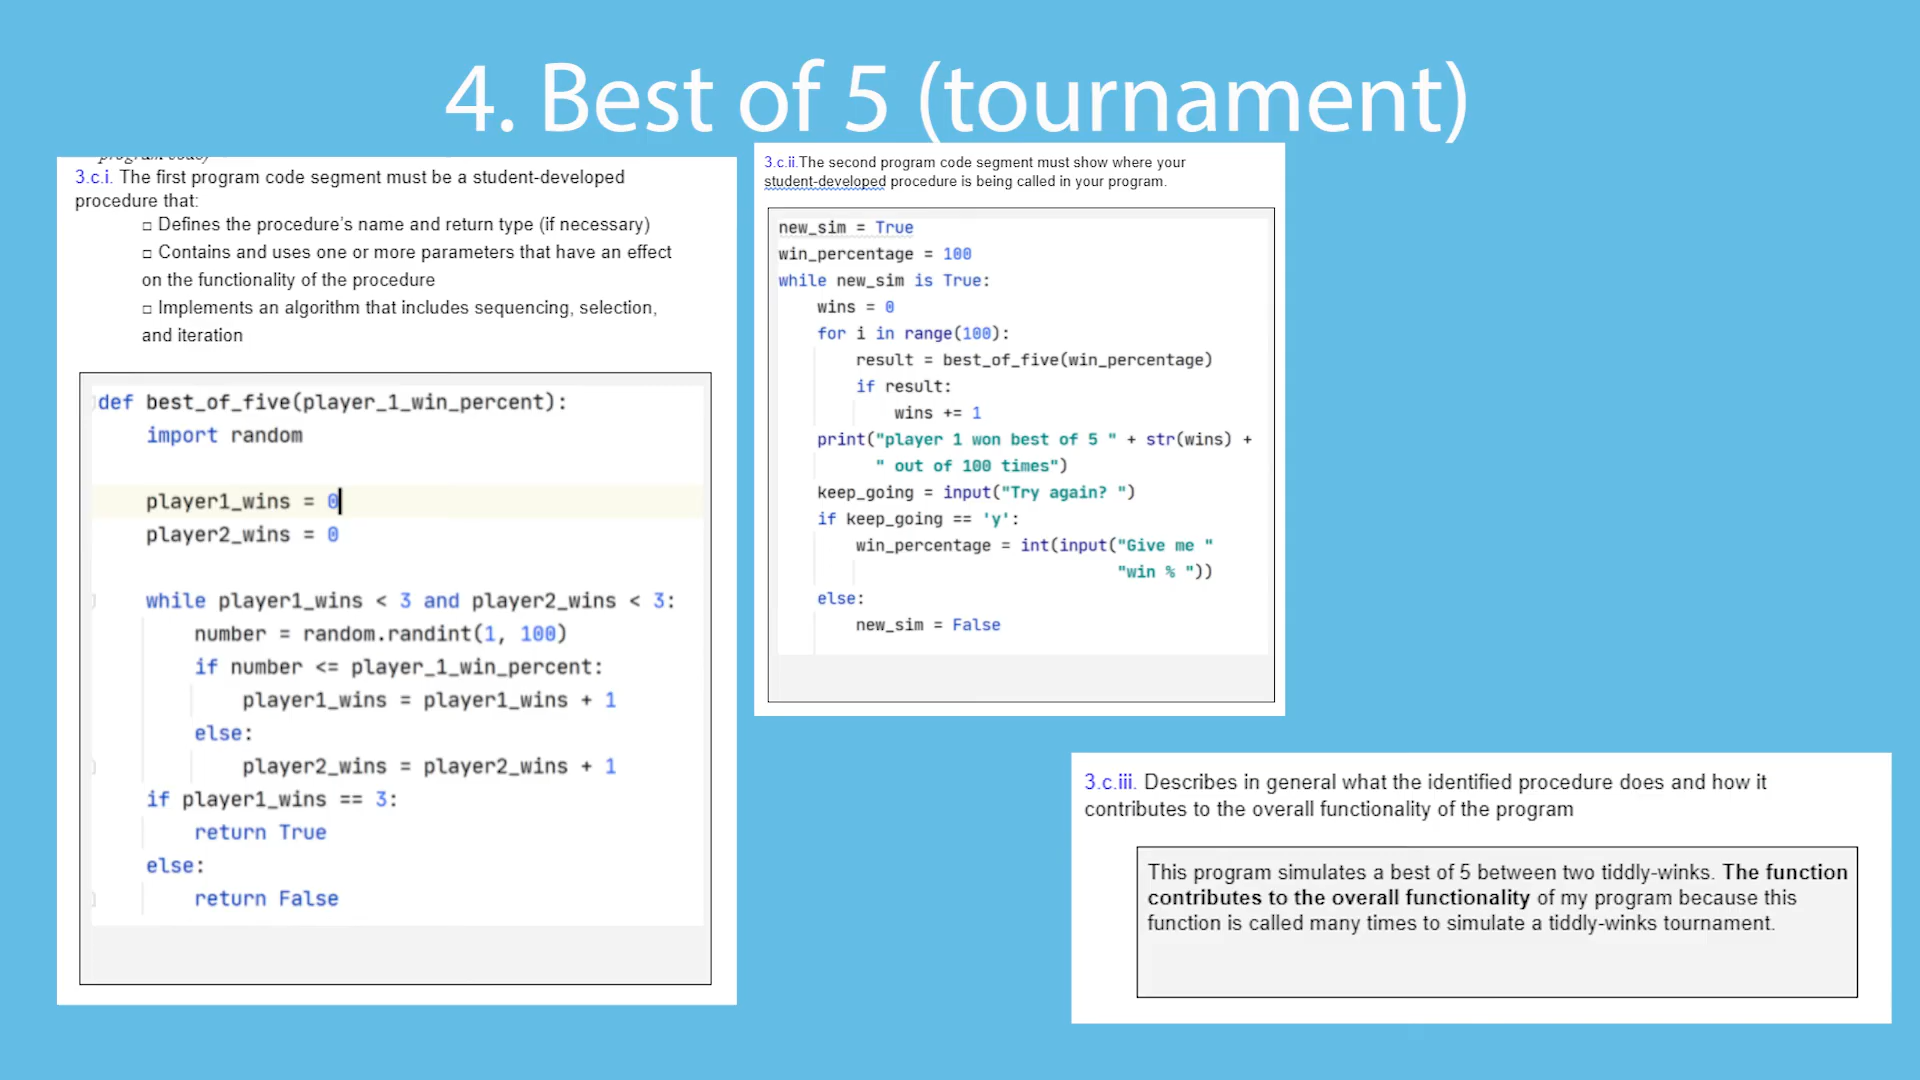 4. Best of 5 (tournament)
program code)
3.c.i. The first program code segment must be a student-developed
procedure that:
□ Defines the procedure's name and return type (if necessary)
□ Contains and uses one or more parameters that have an effect
on the functionality of the procedure
□ Implements an algorithm that includes sequencing, selection,
and iteration
def best_of_five(player_1_win_percent):
    import random
    player1_wins = 0
    player2_wins = 0
    while player1_wins < 3 and player2_wins < 3:
        number = random.randint(1, 100)
        if number <= player_1_win_percent:
            player1_wins = player1_wins + 1
        else:
            player2_wins = player2_wins + 1
    if player1_wins == 3:
        return True
    else:
        return False
3.c.ii.The second program code segment must show where your
student-developed procedure is being called in your program.
new_sim = True
win_percentage = 100
while new_sim is True:
    wins = 0
    for i in range(100):
        result = best_of_five(win_percentage)
        if result:
            wins += 1
    print("player 1 won best of 5 " + str(wins) +
          " out of 100 times")
    keep_going = input("Try again? ")
    if keep_going == 'y':
        win_percentage = int(input("Give me "
                                   "win % "))
    else:
        new_sim = False
3.c.iii. Describes in general what the identified procedure does and how it
contributes to the overall functionality of the program
This program simulates a best of 5 between two tiddly-winks. The function
contributes to the overall functionality of my program because this
function is called many times to simulate a tiddly-winks tournament.